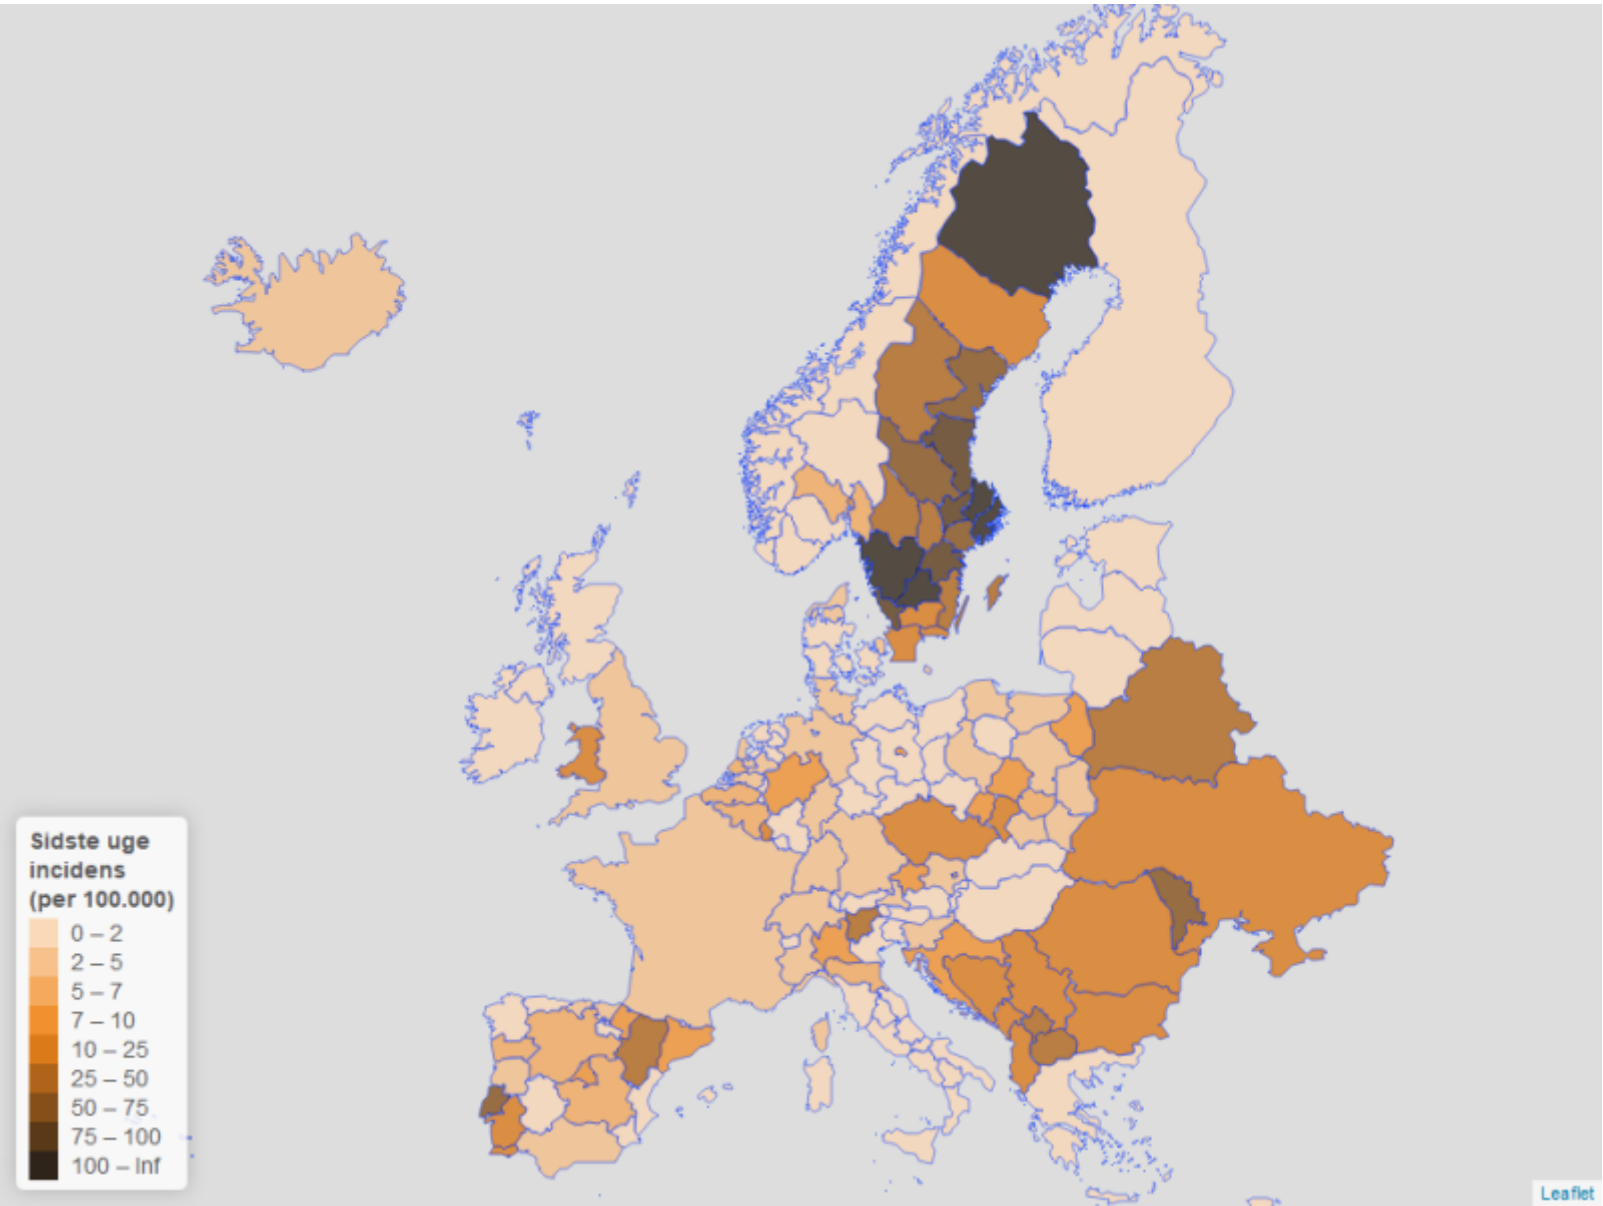 Sidste uge
incidens
(per 100.000)
0 – 2
2 – 5
5 – 7
7 – 10
10 – 25
25 – 50
50 – 75
75 – 100
100 – Inf
Leaflet